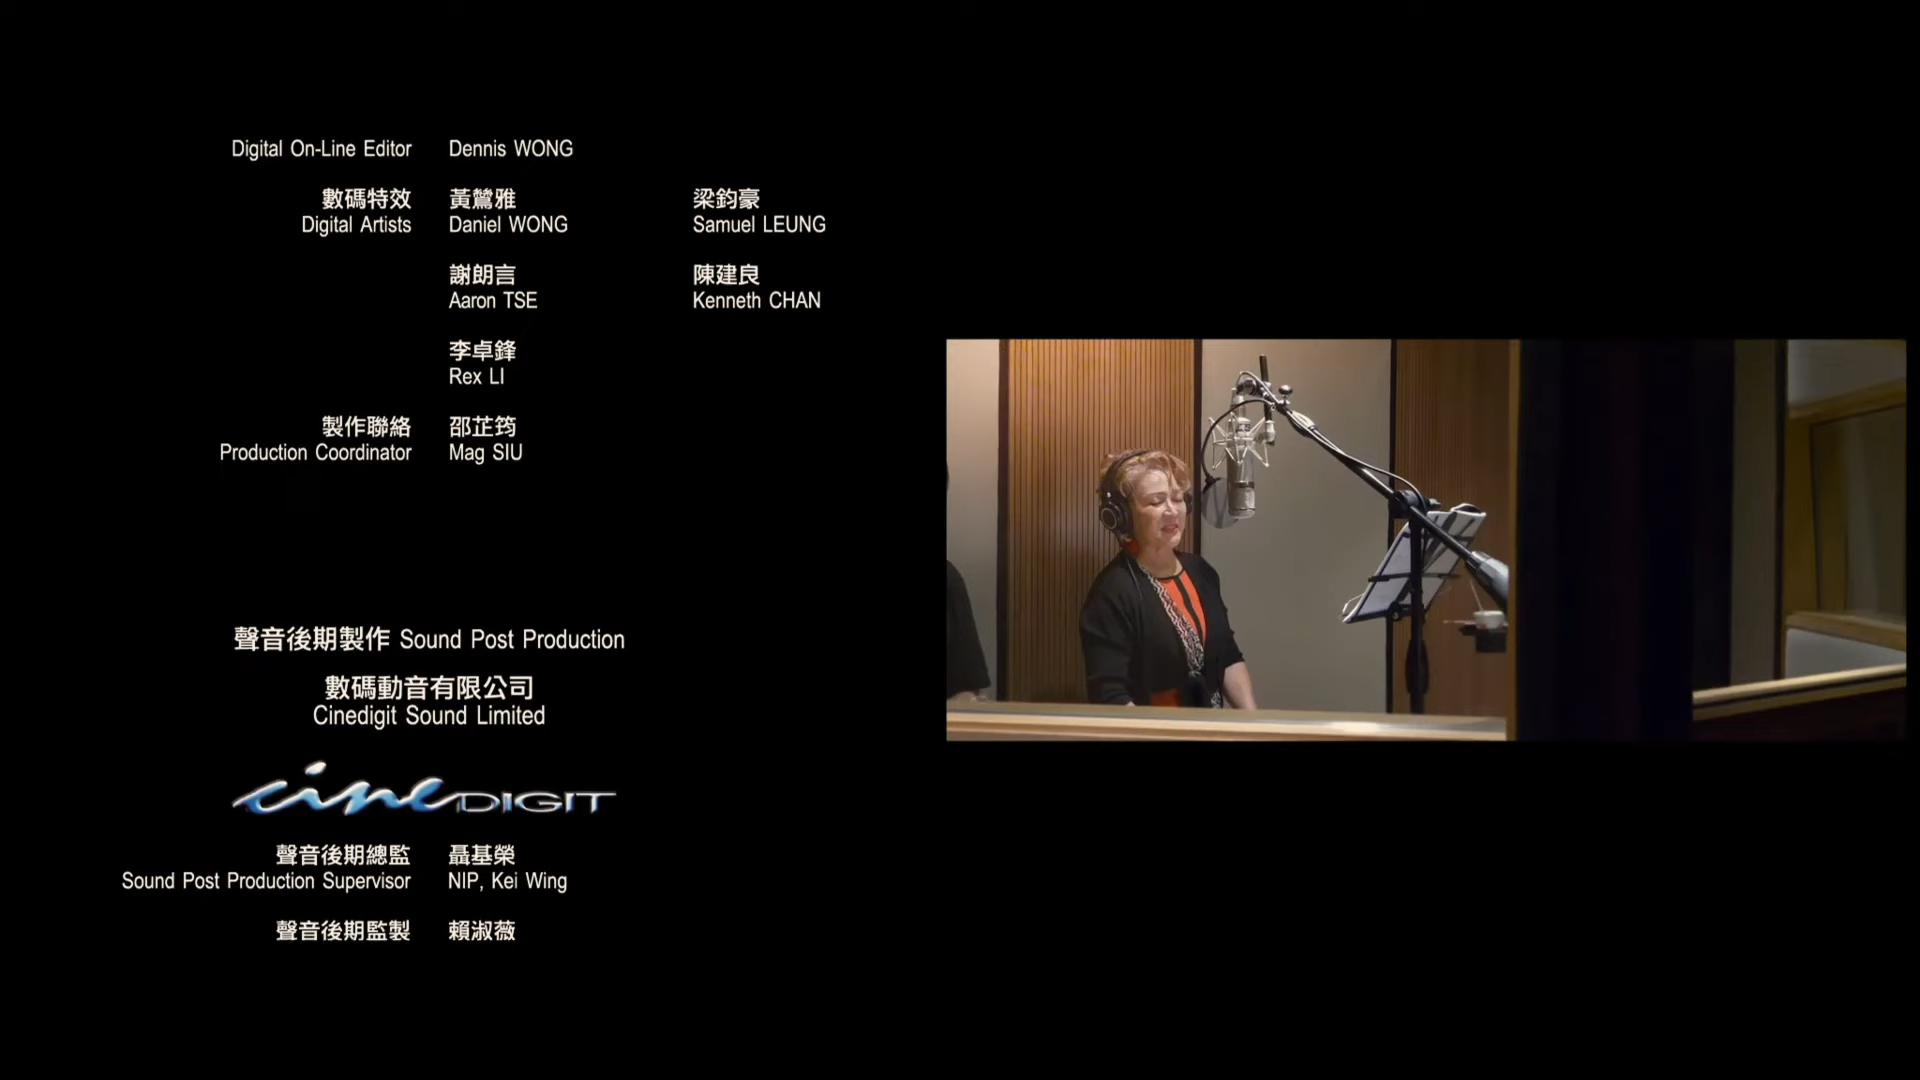 Digital On-Line Editor Dennis WONG
數碼特效 黃鶯雅 梁鈞豪
Digital Artists Daniel WONG Samuel LEUNG
謝朗言 陳建良
Aaron TSE Kenneth CHAN
李卓鋒
Rex LI
製作聯絡 邵芷筠
Production Coordinator Mag SIU
聲音後期製作 Sound Post Production
數碼動音有限公司
Cinedigit Sound Limited
cineDIGIT
聲音後期總監 聶基榮
Sound Post Production Supervisor NIP, Kei Wing
聲音後期監製 賴淑薇